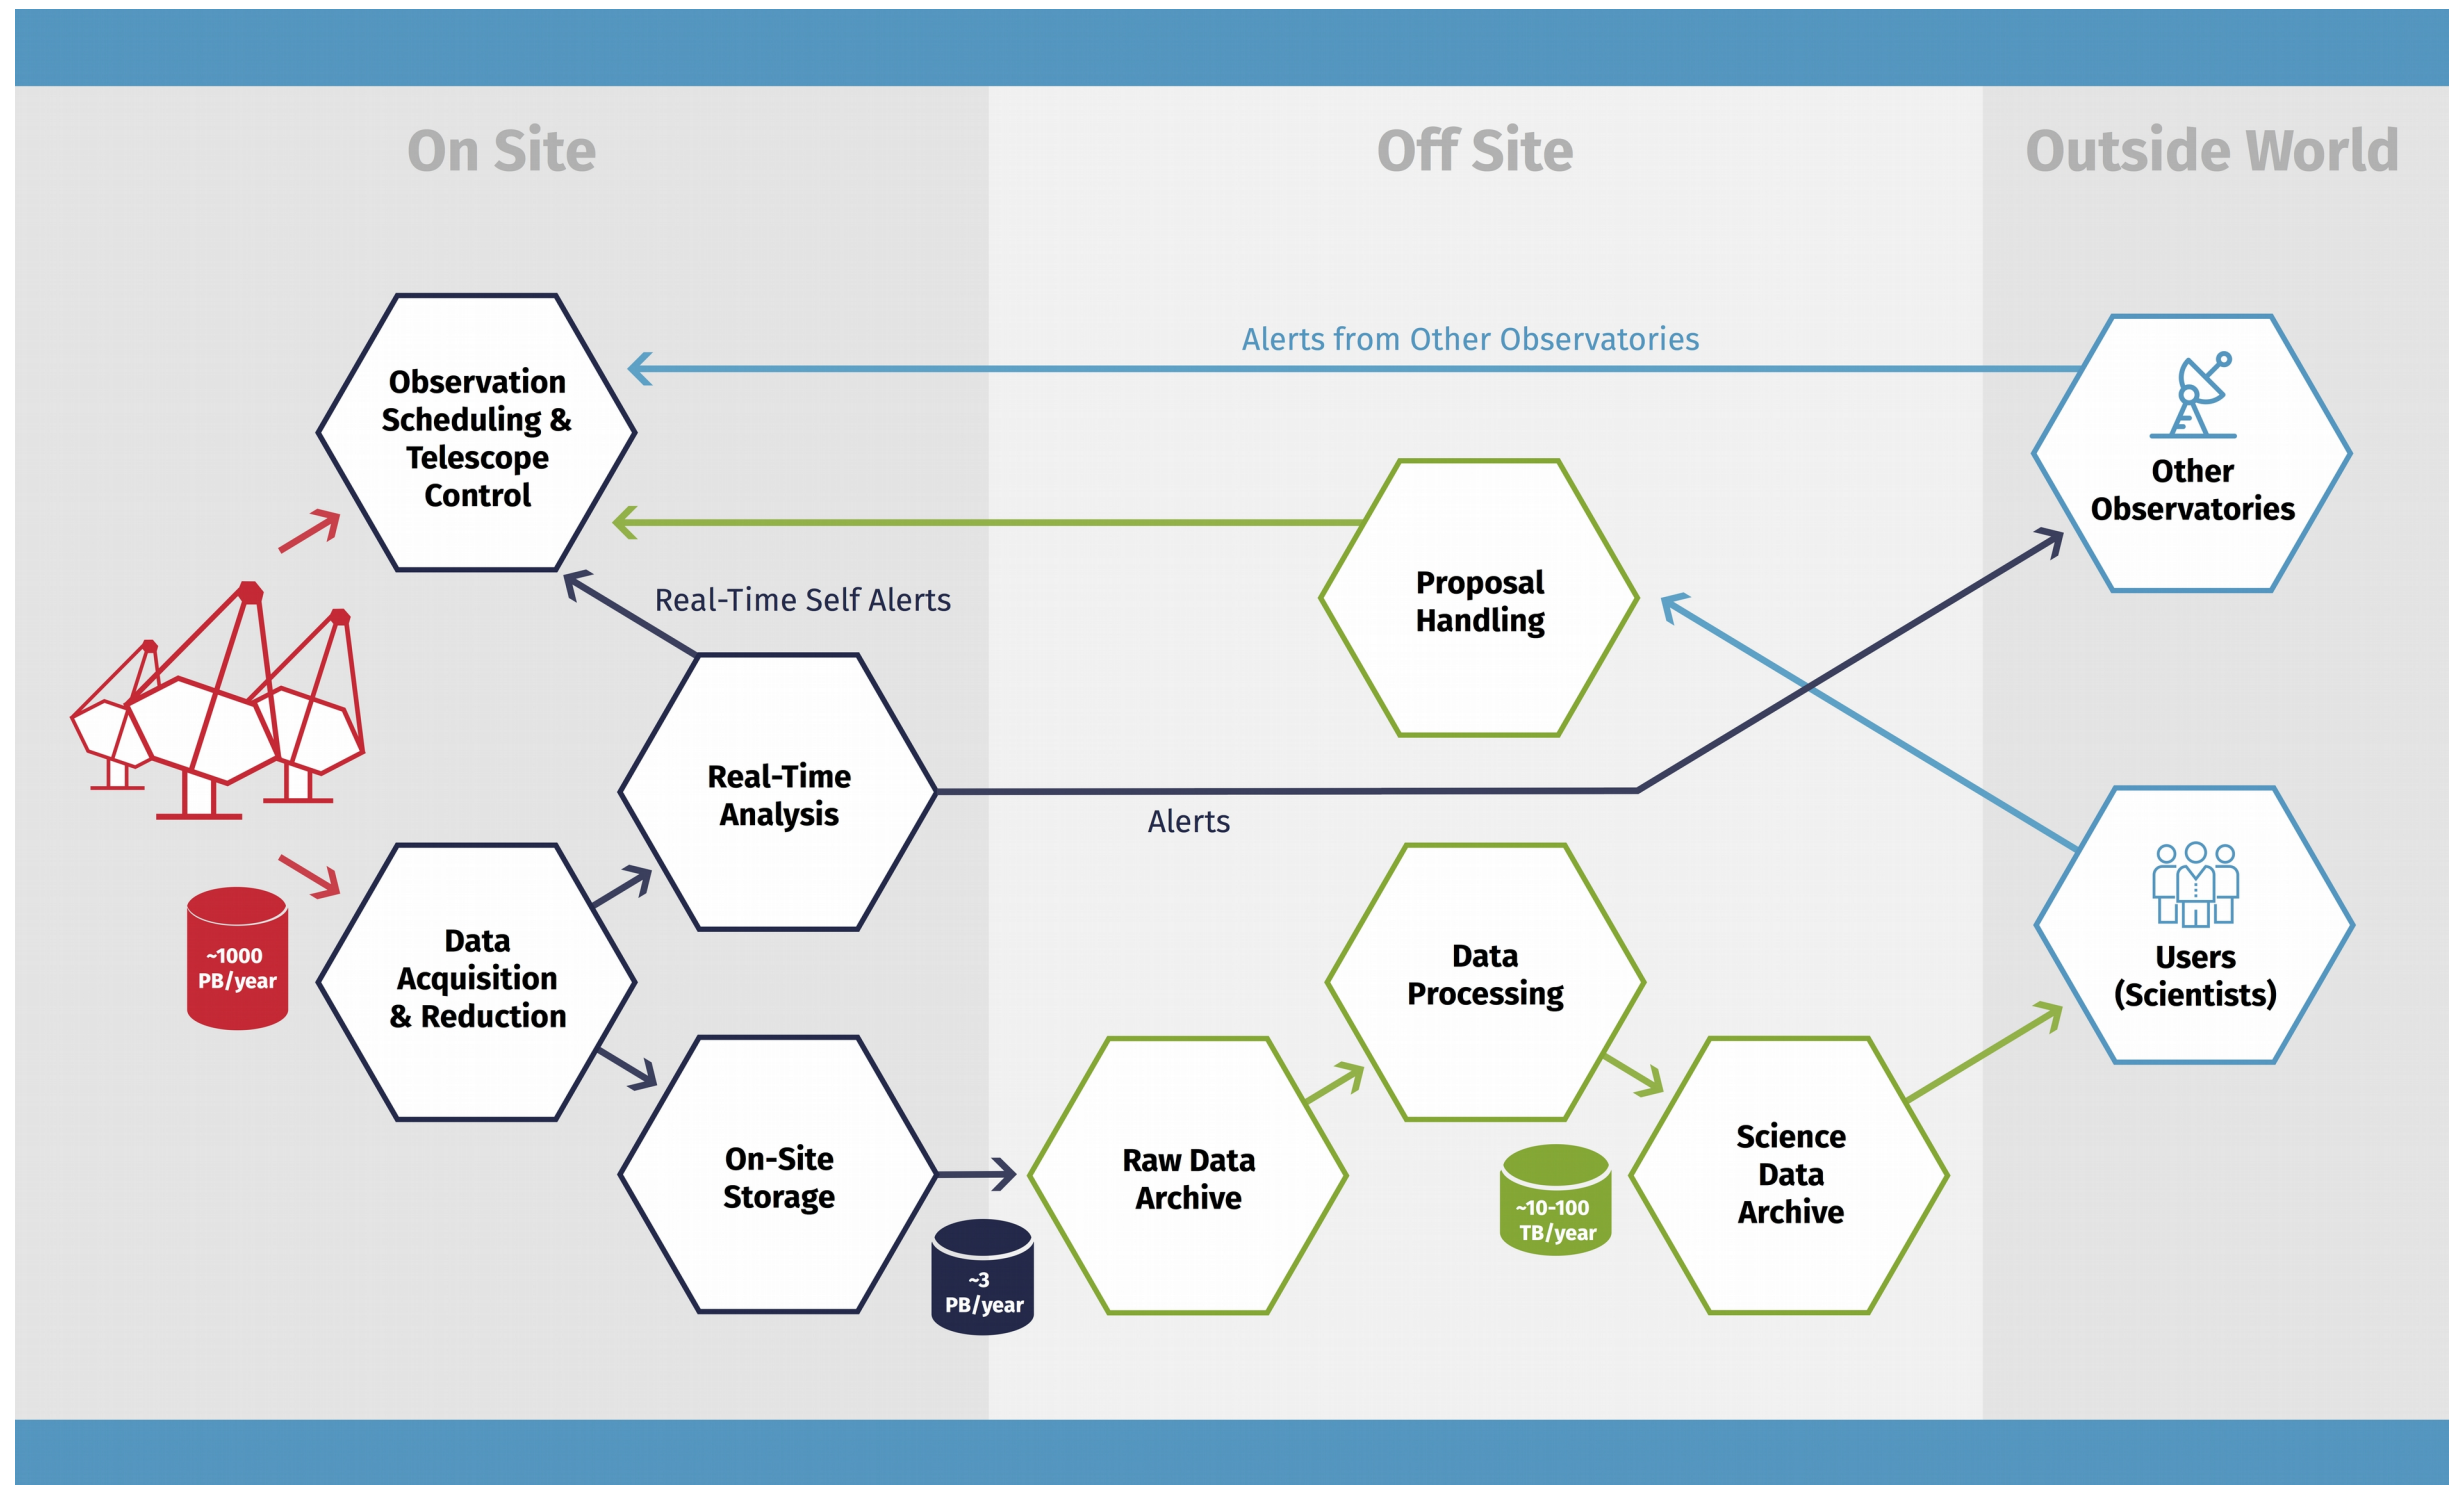 On Site
Off Site
Outside World
Alerts from Other Observatories
Observation
Scheduling &
Telescope
Control
Other
Observatories
Proposal
Handling
Real-Time Self Alerts
Real-Time
Analysis
Alerts
~1000
PB/year
Data
Acquisition
& Reduction
Data
Processing
Users
(Scientists)
On-Site
Storage
~3
PB/year
Raw Data
Archive
~10-100
TB/year
Science
Data
Archive